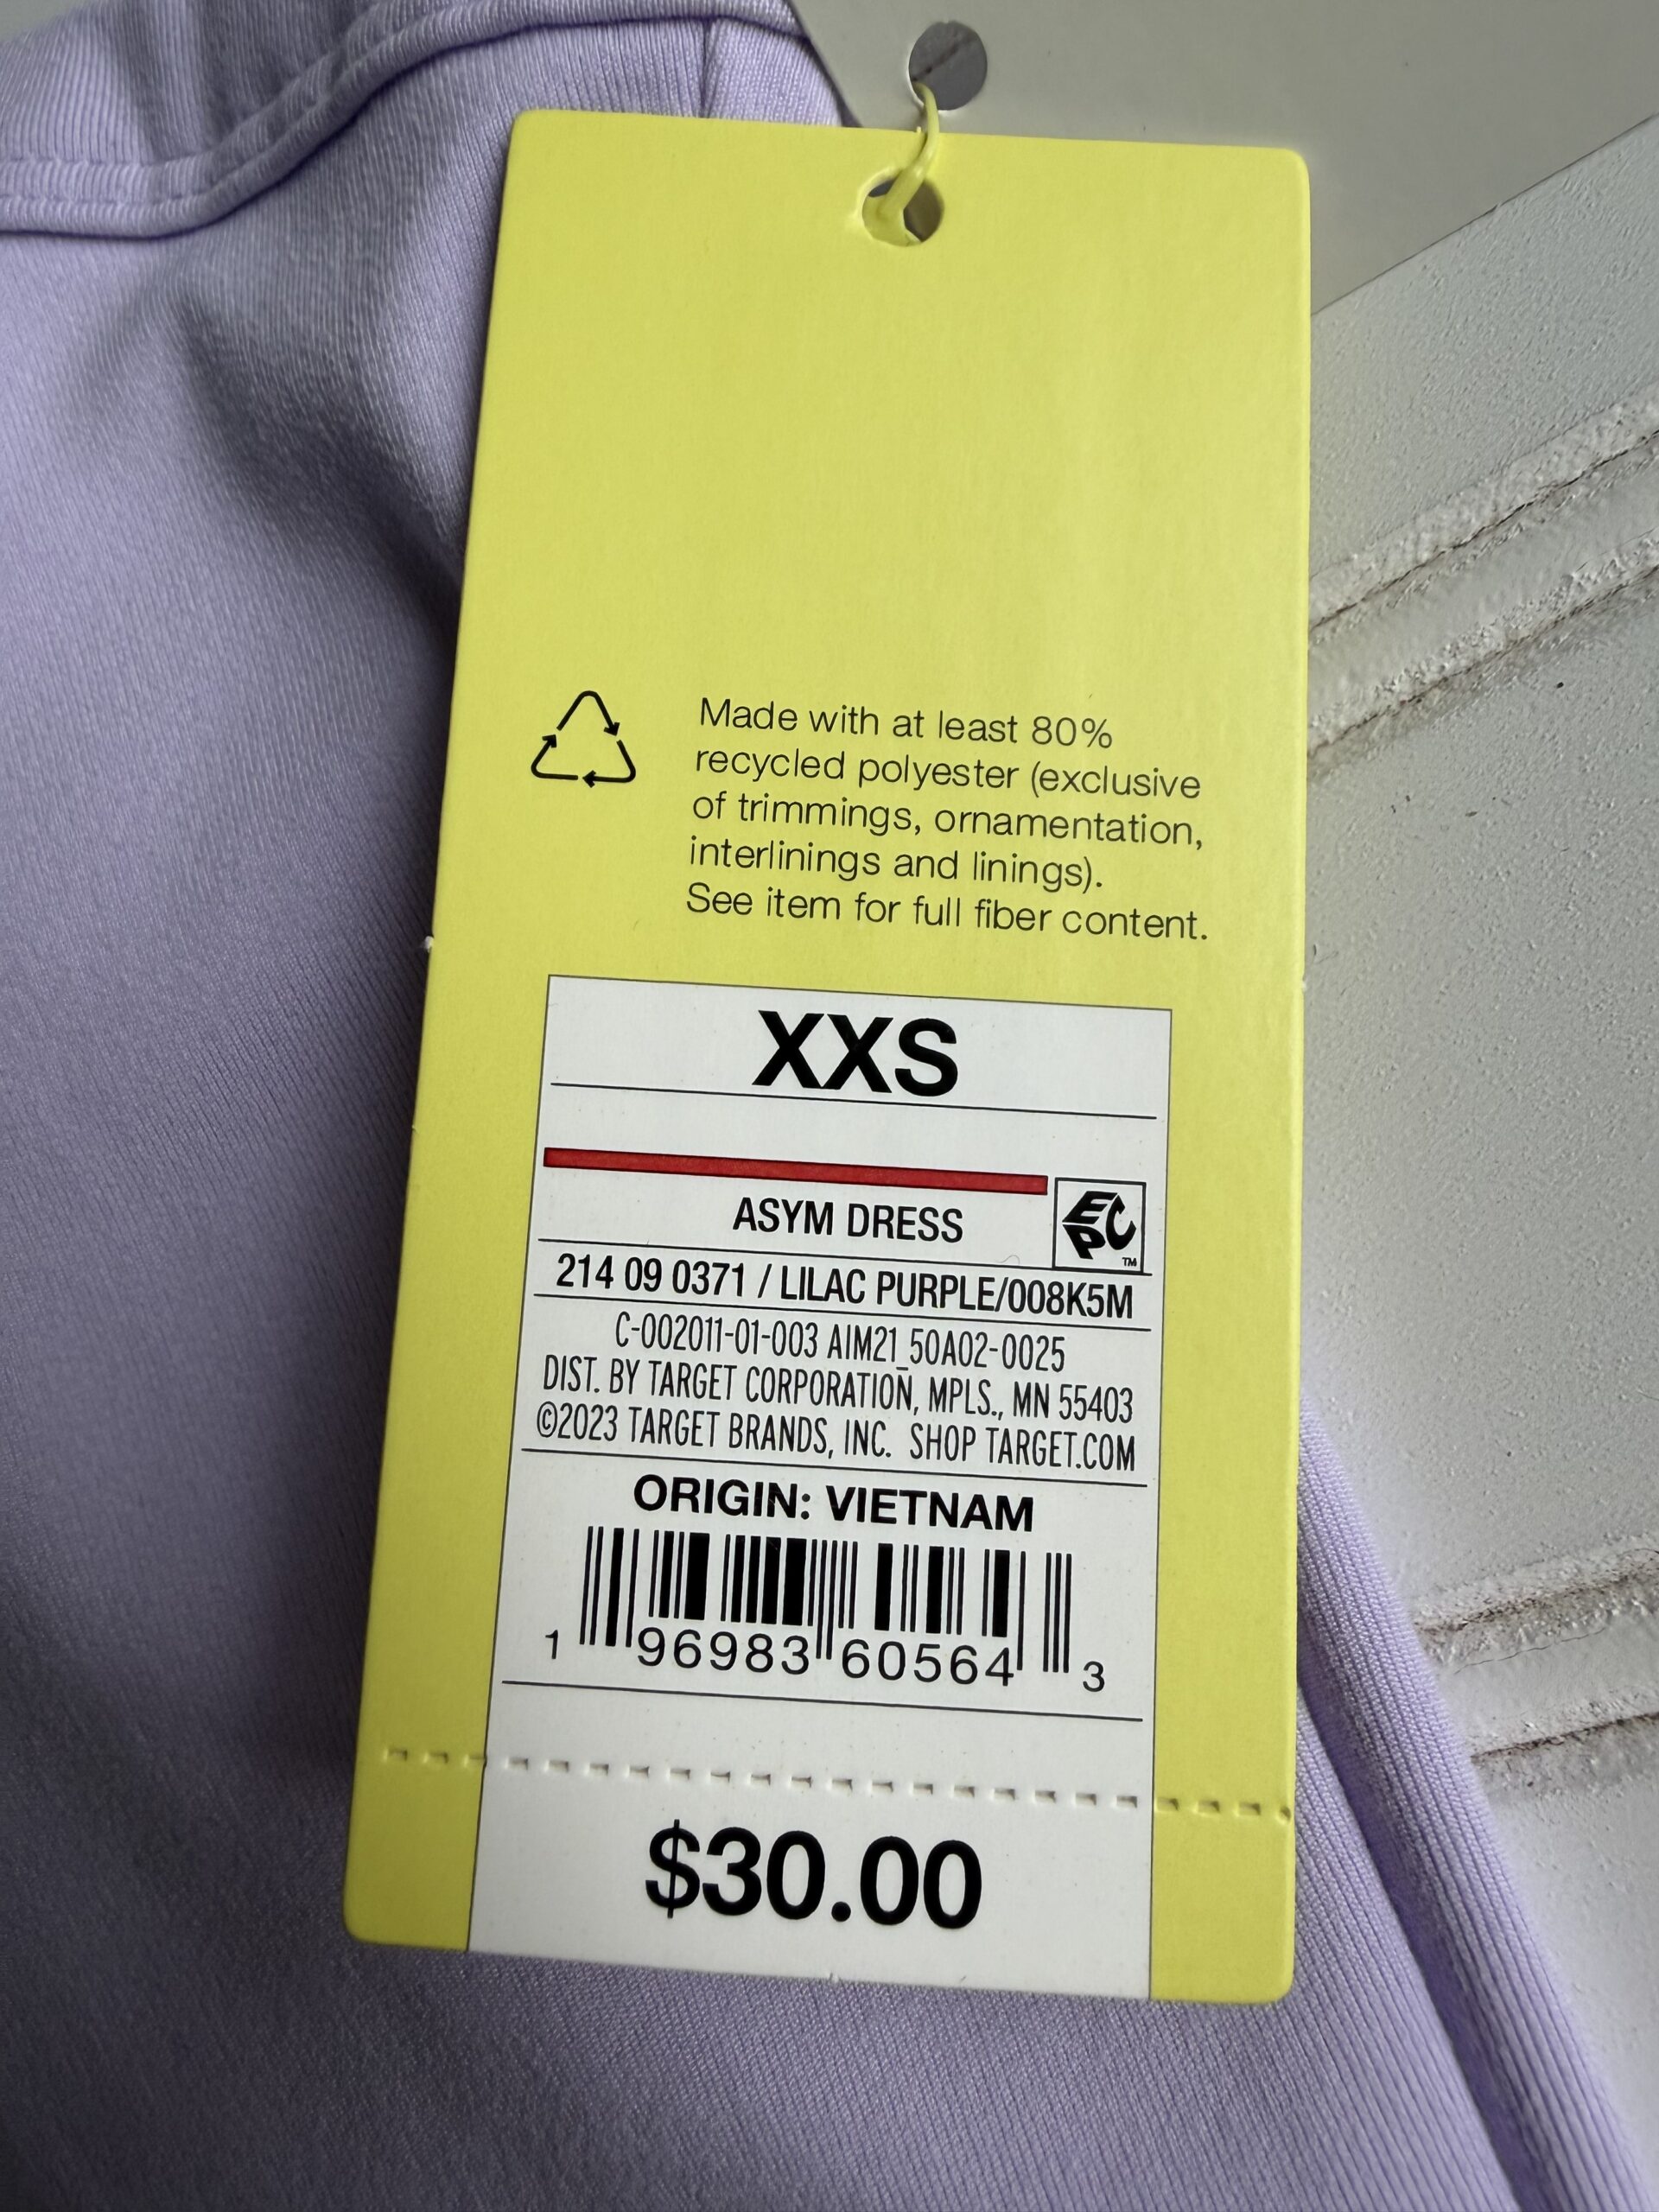 Made with at least 80%
recycled polyester (exclusive
of trimmings, ornamentation,
interlinings and linings).
See item for full fiber content.
XXS
EPC™
ASYM DRESS
214 09 0371 / LILAC PURPLE/008K5M
C-002011-01-003 AIM21_50A02-0025
DIST. BY TARGET CORPORATION, MPLS., MN 55403
©2023 TARGET BRANDS, INC. SHOP TARGET.COM
ORIGIN: VIETNAM
1 96983 60564 3
$30.00